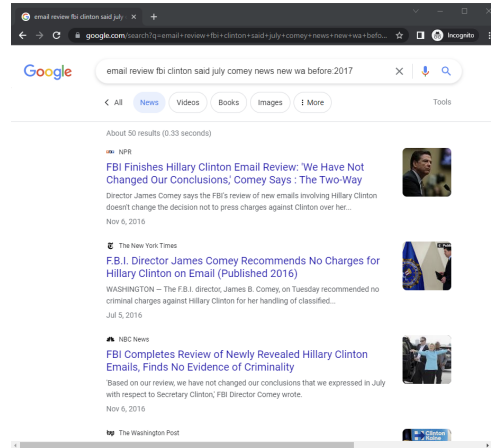 email review fbi clinton said july
google.com/search?q=email+review+fbi+clinton+said+july+comey+news+new+wa+befo...
Incognito
Google
email review fbi clinton said july comey news new wa before:2017
All News Videos Books Images More Tools
About 50 results (0.33 seconds)
NPR
FBI Finishes Hillary Clinton Email Review: 'We Have Not
Changed Our Conclusions,' Comey Says : The Two-Way
Director James Comey says the FBI's review of new emails involving Hillary Clinton
doesn't change the decision not to press charges against Clinton over her...
Nov 6, 2016
The New York Times
F.B.I. Director James Comey Recommends No Charges for
Hillary Clinton on Email (Published 2016)
WASHINGTON — The F.B.I. director, James B. Comey, on Tuesday recommended no
criminal charges against Hillary Clinton for her handling of classified...
Jul 5, 2016
NBC News
FBI Completes Review of Newly Revealed Hillary Clinton
Emails, Finds No Evidence of Criminality
'Based on our review, we have not changed our conclusions that we expressed in July
with respect to Secretary Clinton,' FBI Director Comey wrote.
Nov 6, 2016
wp The Washington Post
Clinton
Kaine